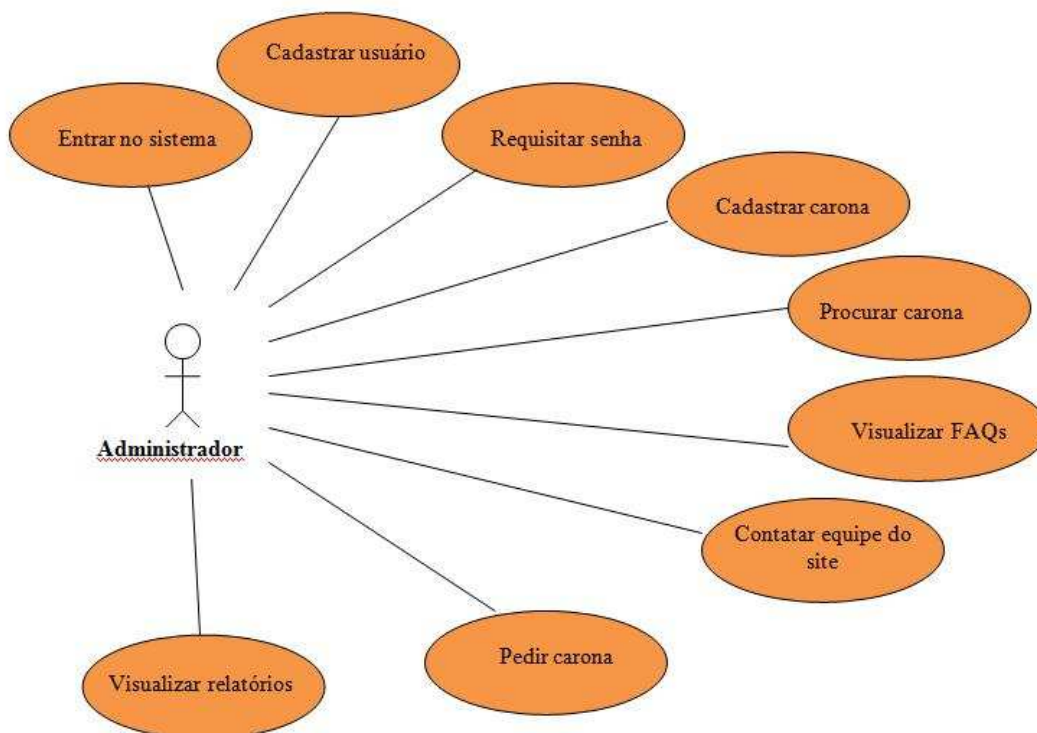 Cadastrar usuário
Entrar no sistema
Requisitar senha
Cadastrar carona
Procurar carona
Visualizar FAQs
Administrador
Contatar equipe do
site
Pedir carona
Visualizar relatórios